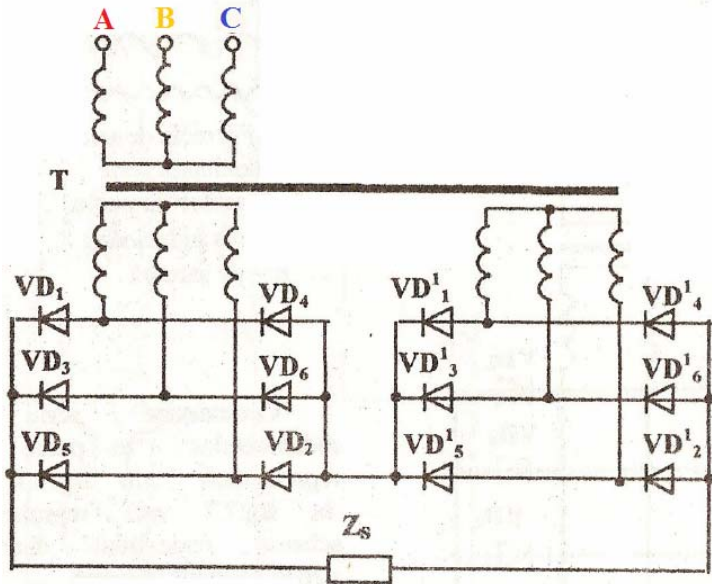 A B C
T
VD₁ VD₄ VD¹₁ VD¹₄
VD₃ VD₆ VD¹₃ VD¹₆
VD₅ VD₂ VD¹₅ VD¹₂
Zs